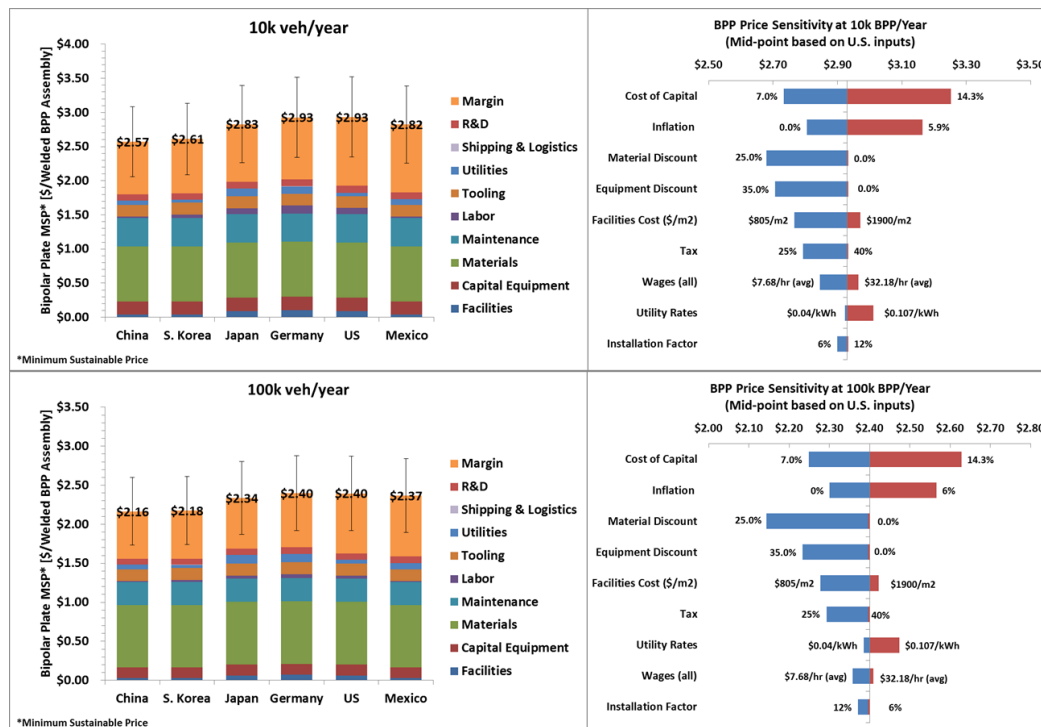 10k veh/year
Bipolar Plate MSP* [$/Welded BPP Assembly]
$4.00
$3.50
$3.00
$2.50
$2.00
$1.50
$1.00
$0.50
$0.00
$2.57
$2.61
$2.83
$2.93
$2.93
$2.82
China
S. Korea
Japan
Germany
US
Mexico
Margin
R&D
Shipping & Logistics
Utilities
Tooling
Labor
Maintenance
Materials
Capital Equipment
Facilities
*Minimum Sustainable Price
BPP Price Sensitivity at 10k BPP/Year
(Mid-point based on U.S. inputs)
$2.50 $2.70 $2.90 $3.10 $3.30 $3.50
Cost of Capital 7.0% 14.3%
Inflation 0.0% 5.9%
Material Discount 25.0% 0.0%
Equipment Discount 35.0% 0.0%
Facilities Cost ($/m2) $805/m2 $1900/m2
Tax 25% 40%
Wages (all) $7.68/hr (avg) $32.18/hr (avg)
Utility Rates $0.04/kWh $0.107/kWh
Installation Factor 6% 12%
100k veh/year
Bipolar Plate MSP* [$/Welded BPP Assembly]
$3.50
$3.00
$2.50
$2.00
$1.50
$1.00
$0.50
$0.00
$2.16
$2.18
$2.34
$2.40
$2.40
$2.37
China
S. Korea
Japan
Germany
US
Mexico
Margin
R&D
Shipping & Logistics
Utilities
Tooling
Labor
Maintenance
Materials
Capital Equipment
Facilities
*Minimum Sustainable Price
BPP Price Sensitivity at 100k BPP/Year
(Mid-point based on U.S. inputs)
$2.00 $2.10 $2.20 $2.30 $2.40 $2.50 $2.60 $2.70 $2.80
Cost of Capital 7.0% 14.3%
Inflation 0% 6%
Material Discount 25.0% 0.0%
Equipment Discount 35.0% 0.0%
Facilities Cost ($/m2) $805/m2 $1900/m2
Tax 25% 40%
Utility Rates $0.04/kWh $0.107/kWh
Wages (all) $7.68/hr (avg) $32.18/hr (avg)
Installation Factor 12% 6%